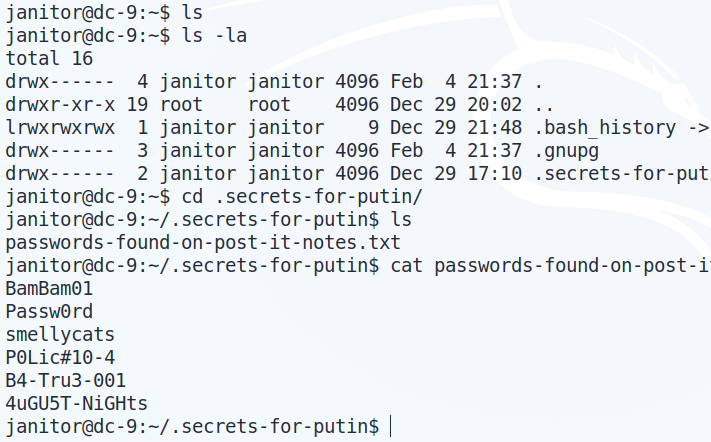 janitor@dc-9:~$ ls
janitor@dc-9:~$ ls -la
total 16
drwx------  4 janitor janitor 4096 Feb  4 21:37 .
drwxr-xr-x 19 root    root    4096 Dec 29 20:02 ..
lrwxrwxrwx  1 janitor janitor    9 Dec 29 21:48 .bash_history ->
drwx------  3 janitor janitor 4096 Feb  4 21:37 .gnupg
drwx------  2 janitor janitor 4096 Dec 29 17:10 .secrets-for-put
janitor@dc-9:~$ cd .secrets-for-putin/
janitor@dc-9:~/.secrets-for-putin$ ls
passwords-found-on-post-it-notes.txt
janitor@dc-9:~/.secrets-for-putin$ cat passwords-found-on-post-i
BamBam01
Passw0rd
smellycats
P0Lic#10-4
B4-Tru3-001
4uGU5T-NiGHts
janitor@dc-9:~/.secrets-for-putin$